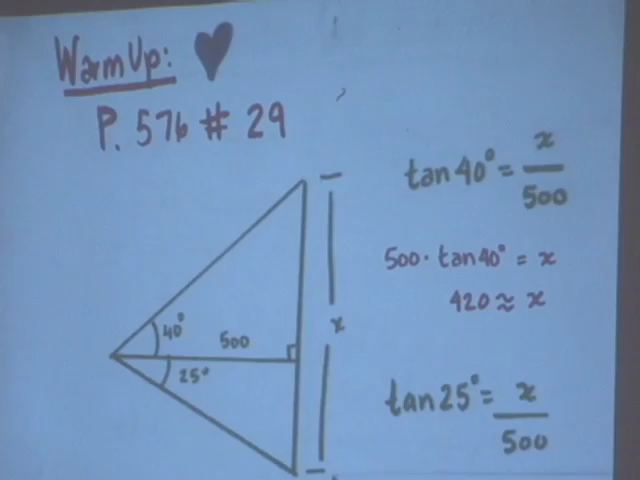 Warm Up: ♥
P. 576 # 29
tan 40° = x/500
500 · tan 40° = x
420 ≈ x
40°
500
x
25°
tan 25° = x/500